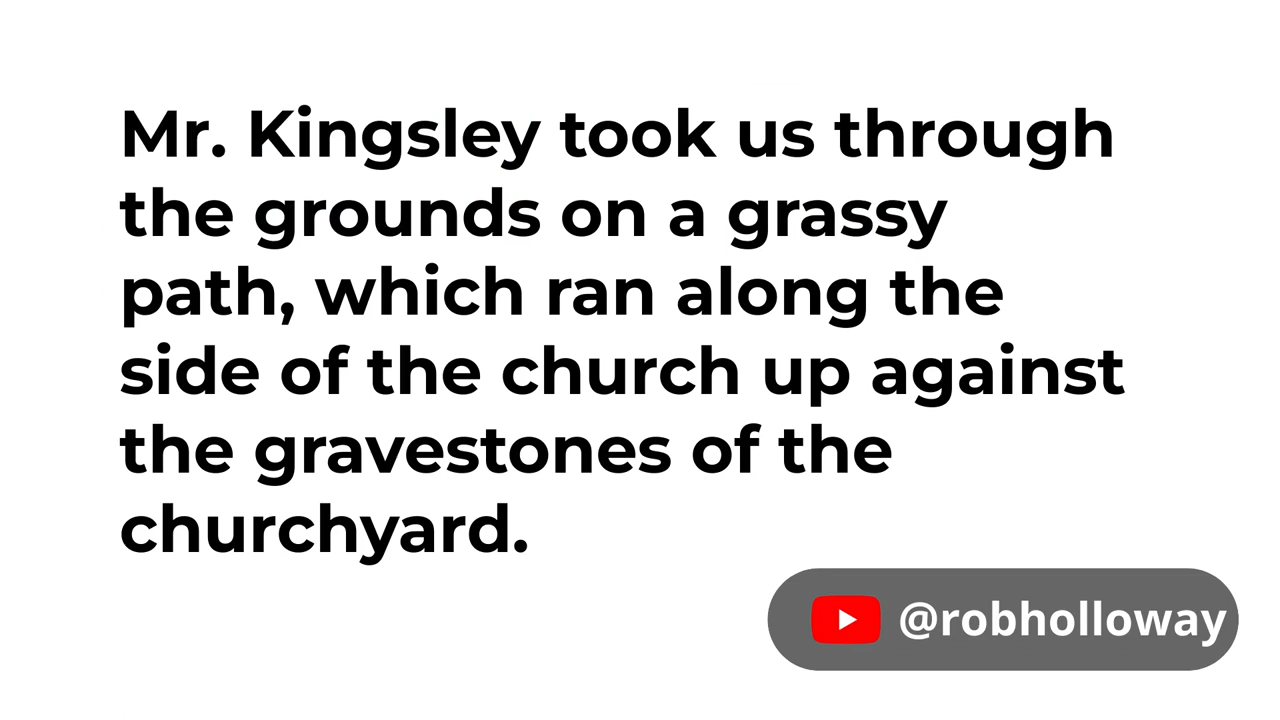 Mr. Kingsley took us through
the grounds on a grassy
path, which ran along the
side of the church up against
the gravestones of the
churchyard.
@robholloway